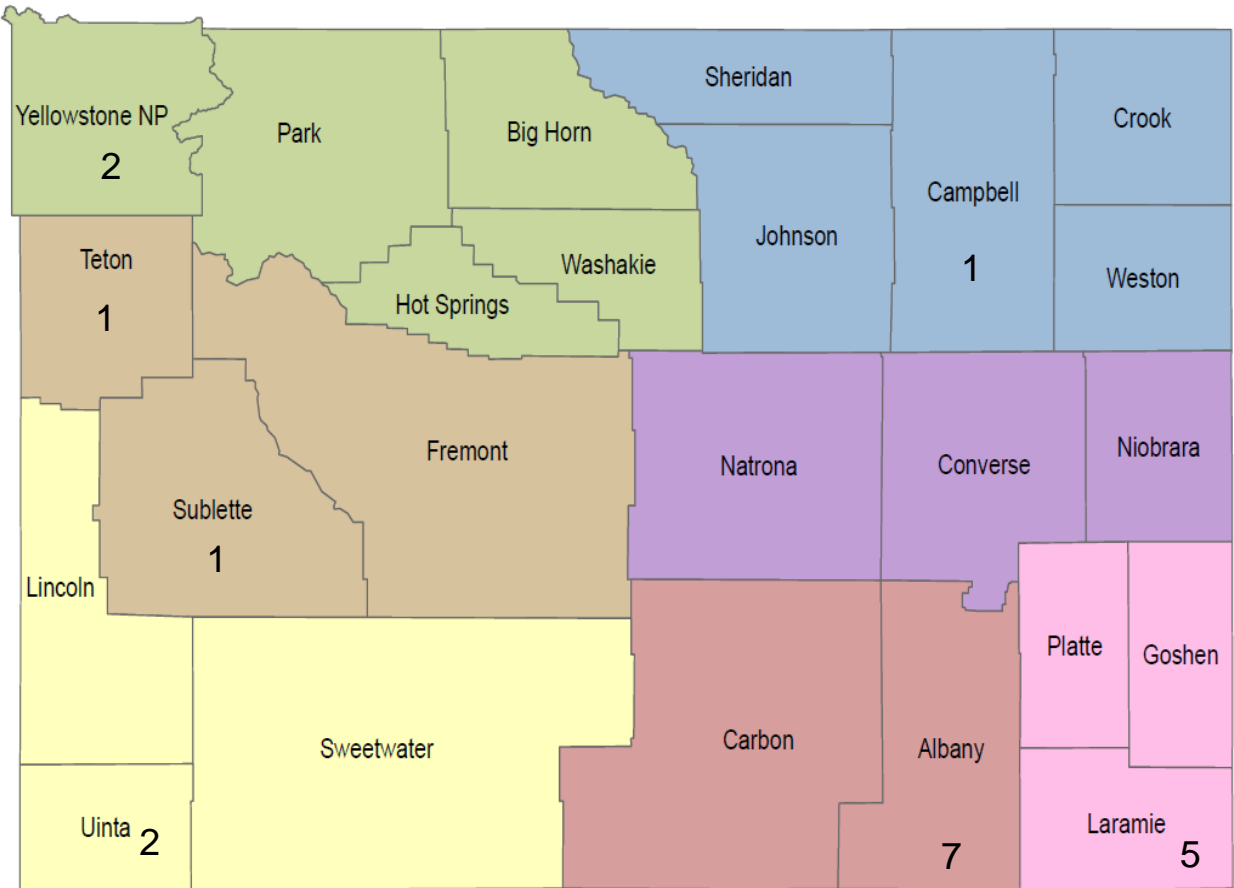 Yellowstone NP
2
Park
Big Horn
Sheridan
Crook
Campbell
1
Johnson
Weston
Teton
1
Washakie
Hot Springs
Fremont
Natrona
Converse
Niobrara
Sublette
1
Lincoln
Platte
Goshen
Sweetwater
Carbon
Albany
7
Uinta 2
Laramie
5